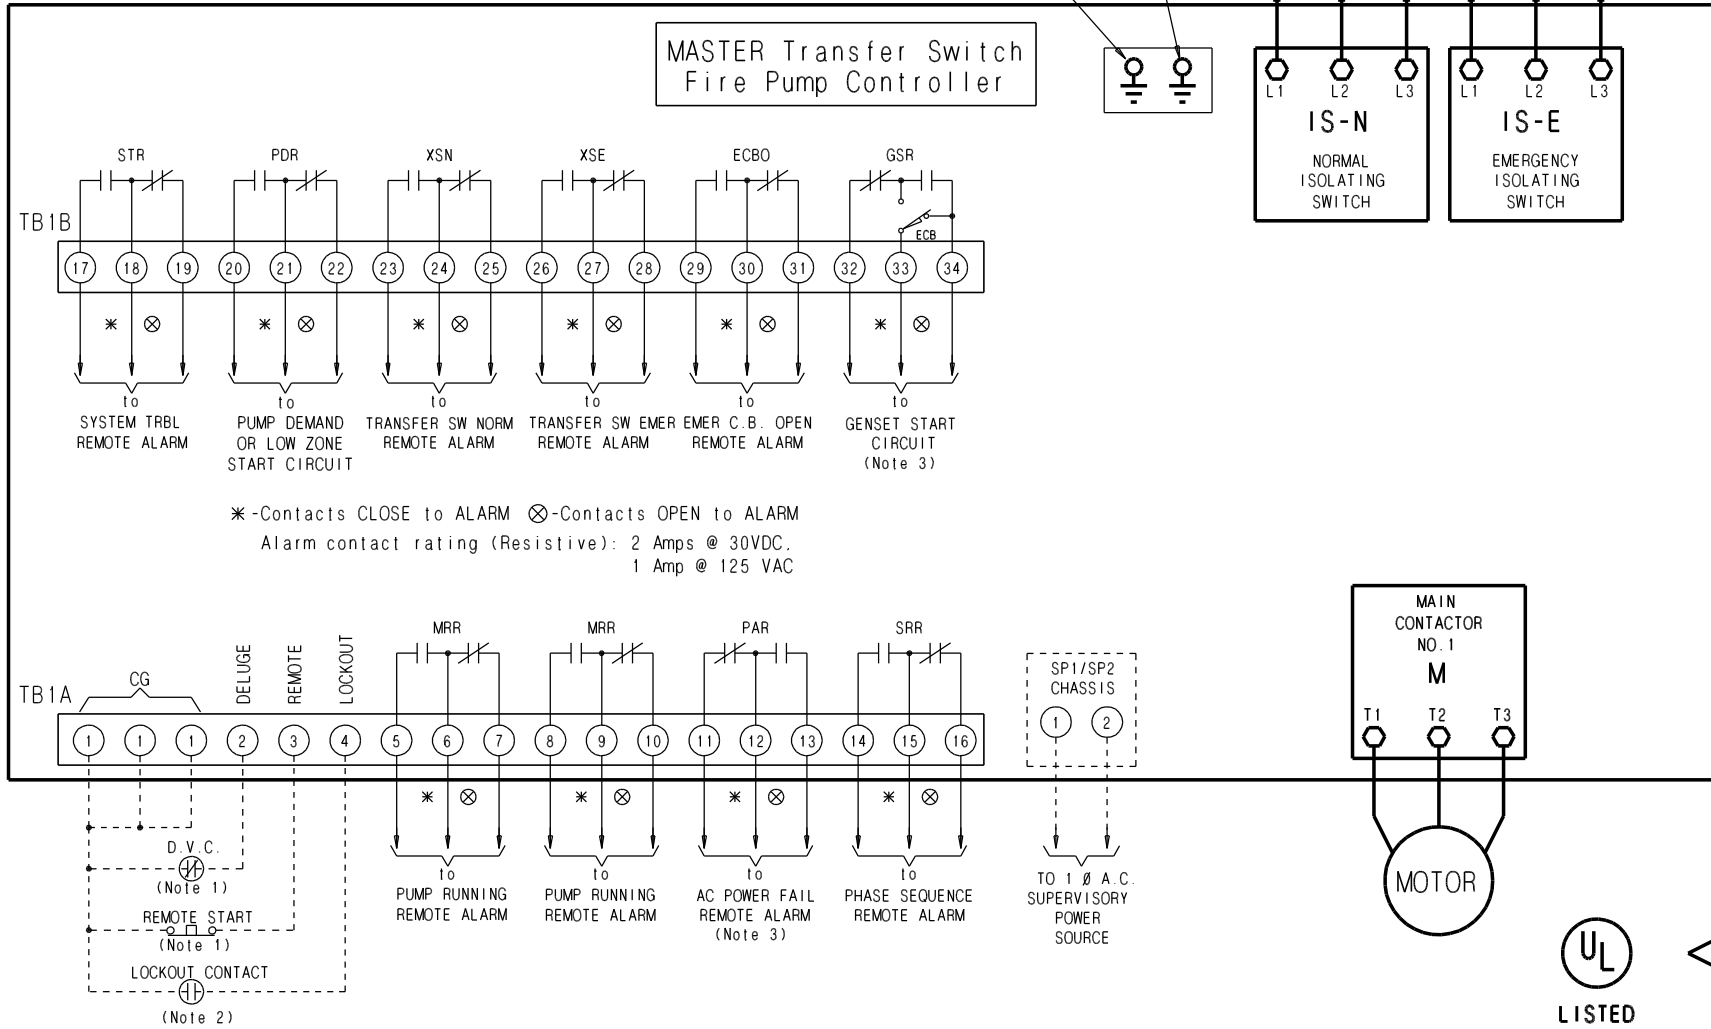 MASTER Transfer Switch
Fire Pump Controller
L1 L2 L3
IS-N
NORMAL
ISOLATING
SWITCH
L1 L2 L3
IS-E
EMERGENCY
ISOLATING
SWITCH
STR PDR XSN XSE ECBO GSR
ECB
TB1B
17 18 19 20 21 22 23 24 25 26 27 28 29 30 31 32 33 34
* ⊗ * ⊗ * ⊗ * ⊗ * ⊗ * ⊗
to
SYSTEM TRBL
REMOTE ALARM
to
PUMP DEMAND
OR LOW ZONE
START CIRCUIT
to
TRANSFER SW NORM
REMOTE ALARM
to
TRANSFER SW EMER
REMOTE ALARM
to
EMER C.B. OPEN
REMOTE ALARM
to
GENSET START
CIRCUIT
(Note 3)
* -Contacts CLOSE to ALARM ⊗-Contacts OPEN to ALARM
Alarm contact rating (Resistive): 2 Amps @ 30VDC,
1 Amp @ 125 VAC
TB1A
CG
DELUGE
REMOTE
LOCKOUT
MRR MRR PAR SRR
1 1 1 2 3 4 5 6 7 8 9 10 11 12 13 14 15 16
* ⊗ * ⊗ * ⊗ * ⊗
D.V.C.
(Note 1)
REMOTE START
(Note 1)
LOCKOUT CONTACT
(Note 2)
to
PUMP RUNNING
REMOTE ALARM
to
PUMP RUNNING
REMOTE ALARM
to
AC POWER FAIL
REMOTE ALARM
(Note 3)
to
PHASE SEQUENCE
REMOTE ALARM
SP1/SP2
CHASSIS
1 2
TO 1 Ø A.C.
SUPERVISORY
POWER
SOURCE
MAIN
CONTACTOR
NO.1
M
T1 T2 T3
MOTOR
UL
LISTED